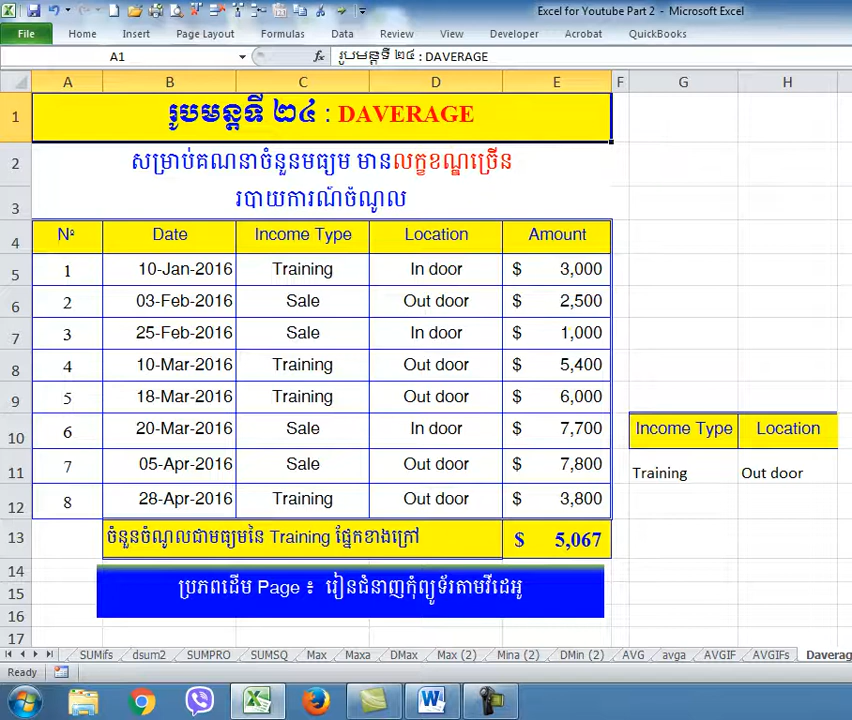 Excel for Youtube Part 2 - Microsoft Excel
File Home Insert Page Layout Formulas Data Review View Developer Acrobat QuickBooks
A1 fx រូបមន្តទី ២៤ : DAVERAGE
A B C D E F G H
1 រូបមន្តទី ២៤ : DAVERAGE
2 សម្រាប់គណនាចំនួនមធ្យម មានលក្ខខណ្ឌច្រើន
3 របាយការណ៍ចំណូល
4 Nº Date Income Type Location Amount
5 1 10-Jan-2016 Training In door $ 3,000
6 2 03-Feb-2016 Sale Out door $ 2,500
7 3 25-Feb-2016 Sale In door $ 1,000
8 4 10-Mar-2016 Training Out door $ 5,400
9 5 18-Mar-2016 Training Out door $ 6,000
10 6 20-Mar-2016 Sale In door $ 7,700 Income Type Location
11 7 05-Apr-2016 Sale Out door $ 7,800 Training Out door
12 8 28-Apr-2016 Training Out door $ 3,800
13 ចំនួនចំណូលជាមធ្យមនៃ Training ផ្នែកខាងក្រៅ $ 5,067
14
15 ប្រភពដើម Page ៖ រៀនជំនាញកុំព្យូទ័រតាមវីដេអូ
16
17
SUMifs dsum2 SUMPRO SUMSQ Max Maxa DMax Max (2) Mina (2) DMin (2) AVG avga AVGIF AVGIFs Daverag
Ready